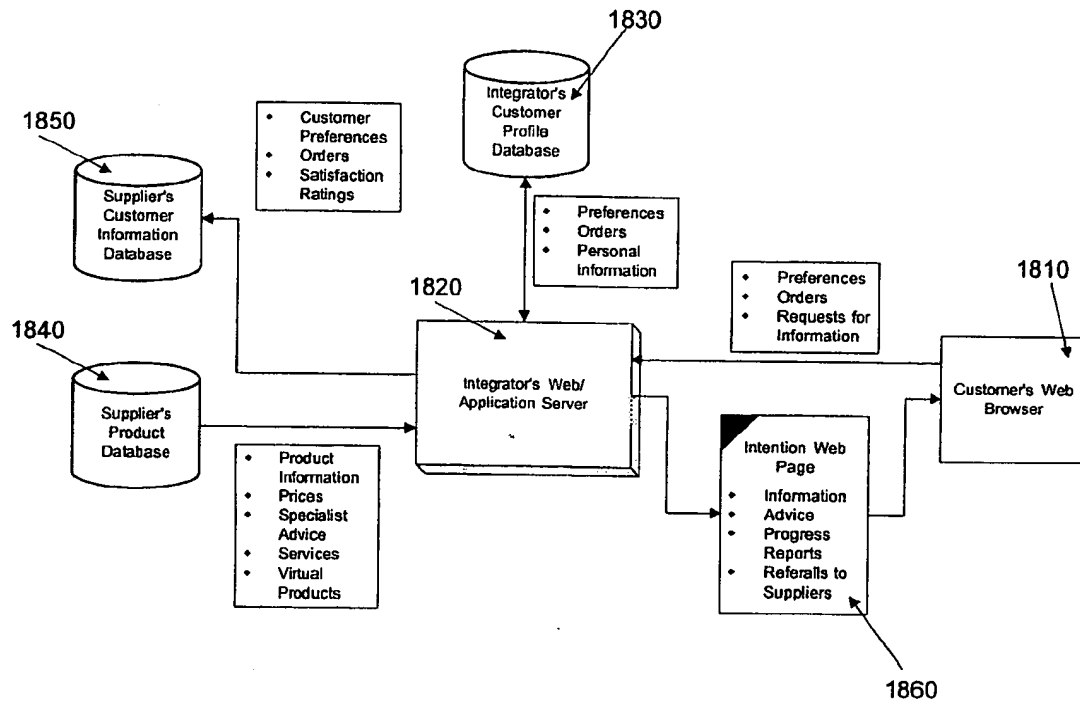 1830
Integrator's
Customer
Profile
Database
1850
• Customer
Preferences
• Orders
• Satisfaction
Ratings
Supplier's
Customer
Information
Database
• Preferences
• Orders
• Personal
Information
1810
• Preferences
• Orders
• Requests for
Information
1820
1840
Integrator's Web/
Application Server
Customer's Web
Browser
Supplier's
Product
Database
• Product
Information
• Prices
• Specialist
Advice
• Services
• Virtual
Products
Intention Web
Page
• Information
• Advice
• Progress
Reports
• Referalls to
Suppliers
1860